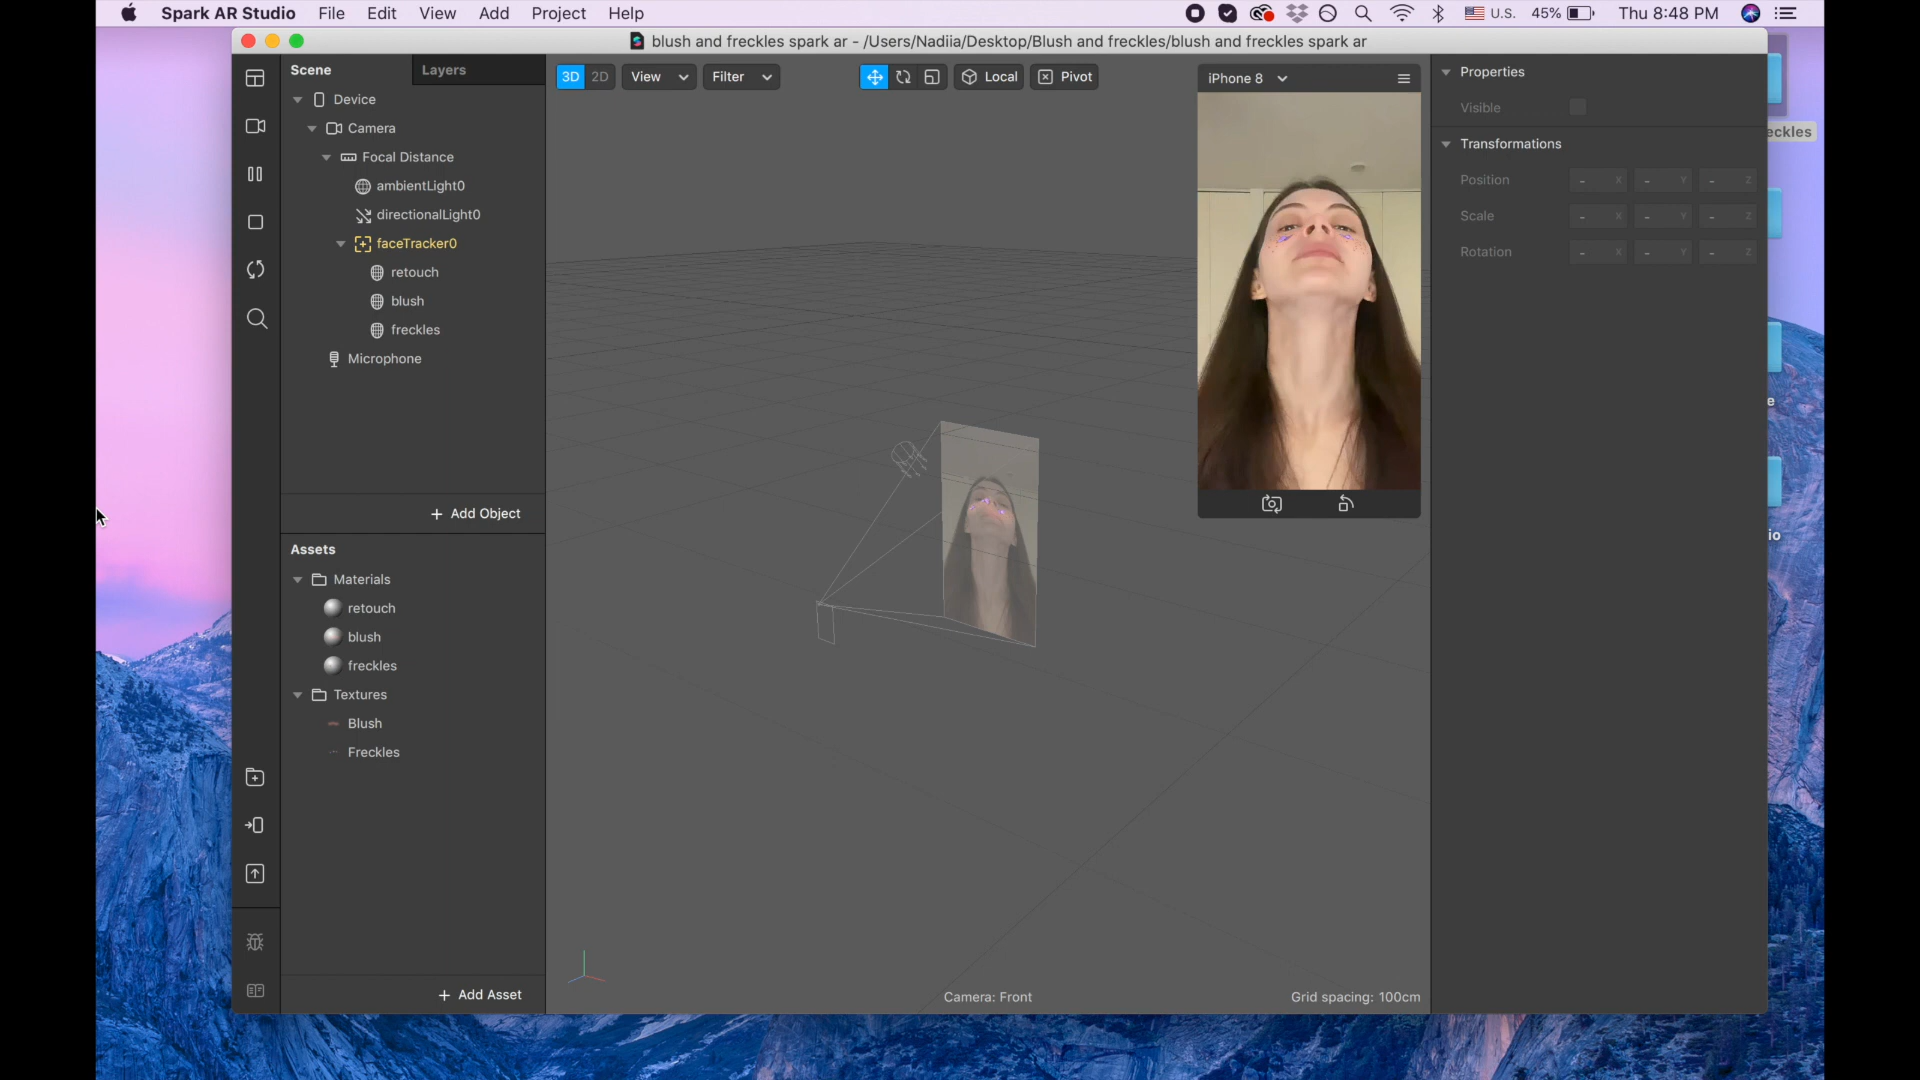 Spark AR Studio File Edit View Add Project Help U.S. 45% Thu 8:48 PM
blush and freckles spark ar - /Users/Nadiia/Desktop/Blush and freckles/blush and freckles spark ar
Scene Layers
Device
Camera
Focal Distance
ambientLight0
directionalLight0
faceTracker0
retouch
blush
freckles
Microphone
+ Add Object
Assets
Materials
retouch
blush
freckles
Textures
Blush
Freckles
+ Add Asset
3D 2D View Filter Local Pivot
iPhone 8
Camera: Front
Grid spacing: 100cm
Properties
Visible
Transformations
Position - X - Y - Z
Scale - X - Y - Z
Rotation - X - Y - Z
eckles
e
io